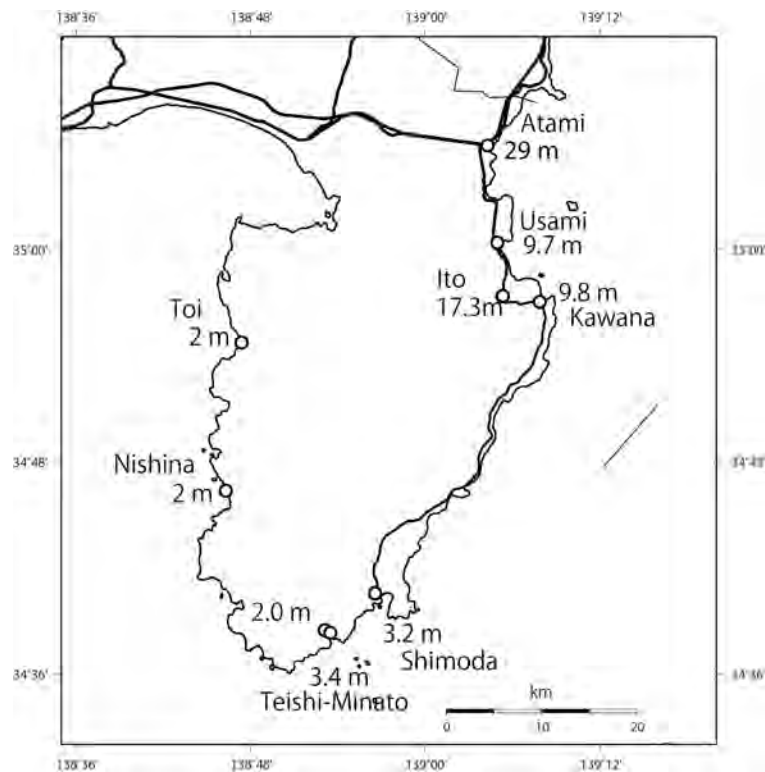 138°36' 138°48' 139°00' 139°12'
Atami
29 m
Usami
9.7 m
35°00' 35°00'
Ito
17.3m
9.8 m
Kawana
Toi
2 m
34°48' 34°48'
Nishina
2 m
2.0 m
3.2 m
Shimoda
3.4 m
Teishi-Minato
34°36' 34°36'
km
0 10 20
138°36' 138°48' 139°00' 139°12'